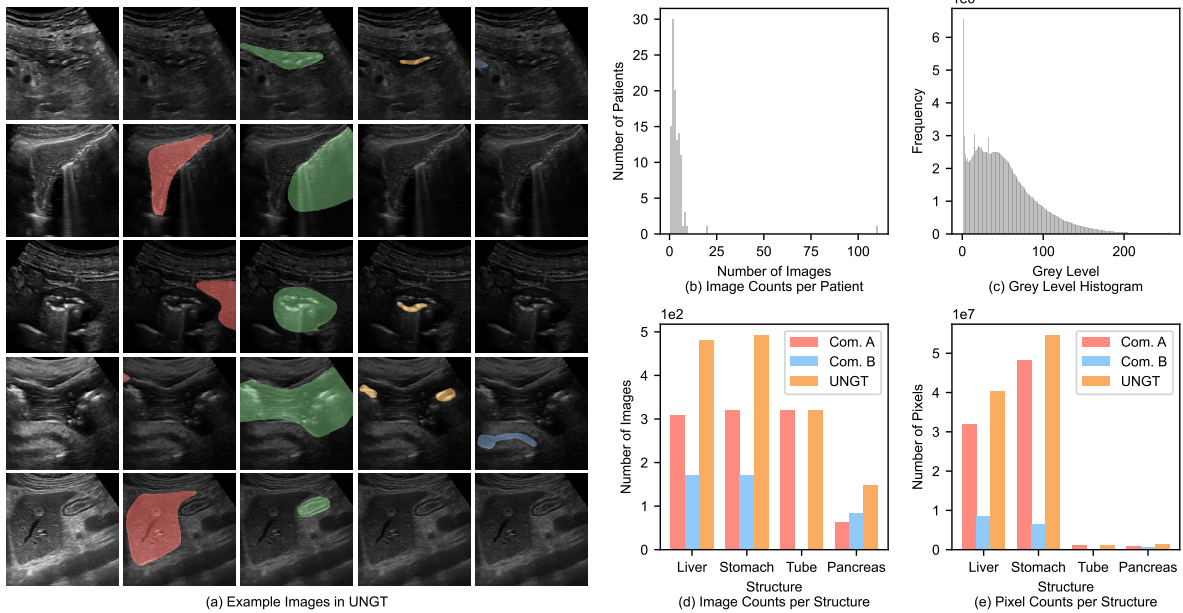 (a) Example Images in UNGT
30
25
20
15
10
5
0
Number of Patients
0 25 50 75 100
Number of Images
(b) Image Counts per Patient
6
5
4
3
2
1
0
Frequency
0 100 200
Grey Level
(c) Grey Level Histogram
1e2
5
4
3
2
1
0
Number of Images
Com. A
Com. B
UNGT
Liver Stomach Tube Pancreas
Structure
(d) Image Counts per Structure
1e7
5
4
3
2
1
0
Number of Pixels
Com. A
Com. B
UNGT
Liver Stomach Tube Pancreas
Structure
(e) Pixel Counts per Structure